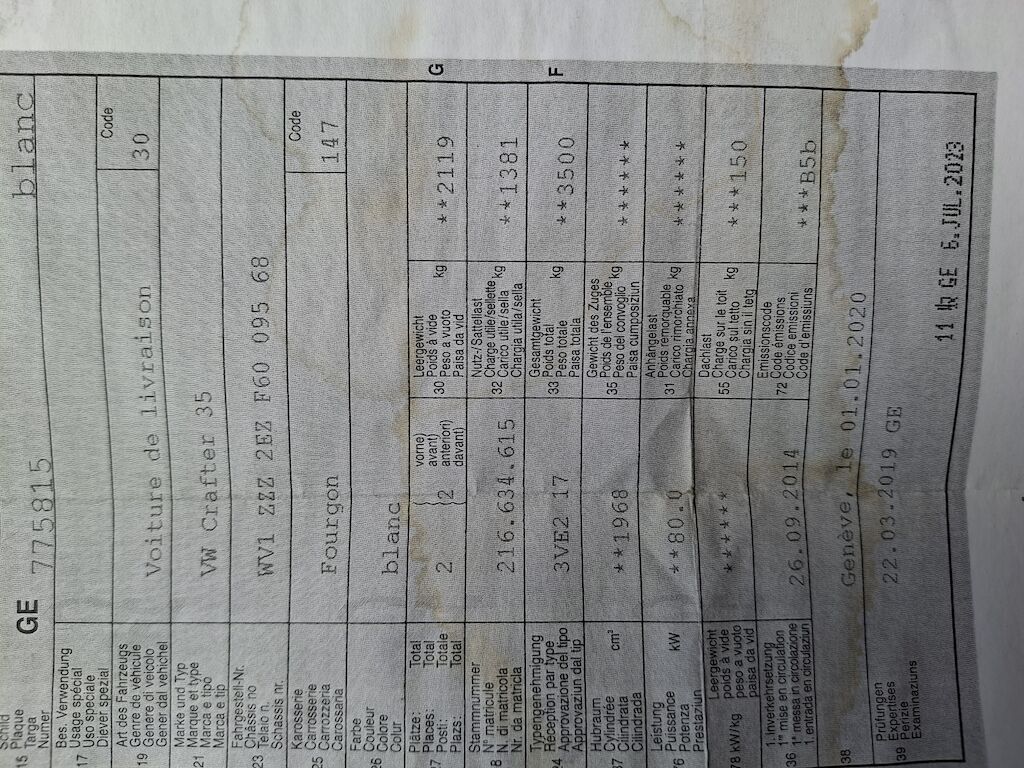 Schild
Plaque
Targa
Numer
15 GE 775815 blanc
Bes. Verwendung
Usage spécial
Uso speciale
Diever spezial
17
Art des Fahrzeugs
Genre de véhicule
Genere di veicolo
Gener dal vehichel
19 Voiture de livraison
Code
30
Marke und Typ
Marque et type
Marca e tipo
Marca e tip
21 VW Crafter 35
Fahrgestell-Nr.
Châssis no
Telaio n.
Schassis nr.
23 WV1 ZZZ 2EZ F60 095 68
Karosserie
Carrosserie
Carrozzeria
Carossaria
25 Fourgon
Code
147
Farbe
Couleur
Colore
Colur
26 blanc
Plätze: Total
Places: Total
Posti: Totale
Plazs: Total
27 2
vorne)
avant)
anteriori)
davant)
2
Leergewicht
Poids à vide
Peso a vuoto
Paisa da vid
30 kg **2119 G
Stammnummer
N° matricule
N. di matricola
Nr. da matricla
18 216.634.615
Nutz-/Sattellast
Charge utile/sellette
Carico utile/sella
Chargia utila/sella
32 kg **1381
Typengenehmigung
Réception par type
Approvazione del tipo
Approvaziun dal tip
24 3VE2 17
Gesamtgewicht
Poids total
Peso totale
Paisa totala
33 kg **3500 F
Hubraum
Cylindrée
Cilindrata
Cilindrada
37 cm³ **1968
Gewicht des Zuges
Poids de l'ensemble
Peso del convoglio
Paisa cumposiziun
35 kg *******
Leistung
Puissance
Potenza
Prestaziun
76 kW **80.0
Anhängelast
Poids remorquable
Carico rimorchiato
Chargia annexa
31 kg *******
Leergewicht
poids à vide
peso a vuoto
paisa da vid
78 kW/kg *******
Dachlast
Charge sur le toit
Carico sul tetto
Chargia sin il tetg
55 kg ***150
1. Inverkehrsetzung
1re mise en circulation
1a messa in circolazione
1. entrada en circulaziun
36 26.09.2014
Emissionscode
Code émissions
Codice emissioni
Code d'emissiuns
72 ***B5b
38 Genève, le 01.01.2020
Prüfungen
Expertises
Perizie
Examinaziuns
39 22.03.2019 GE
11 GE 6.JUL.2023